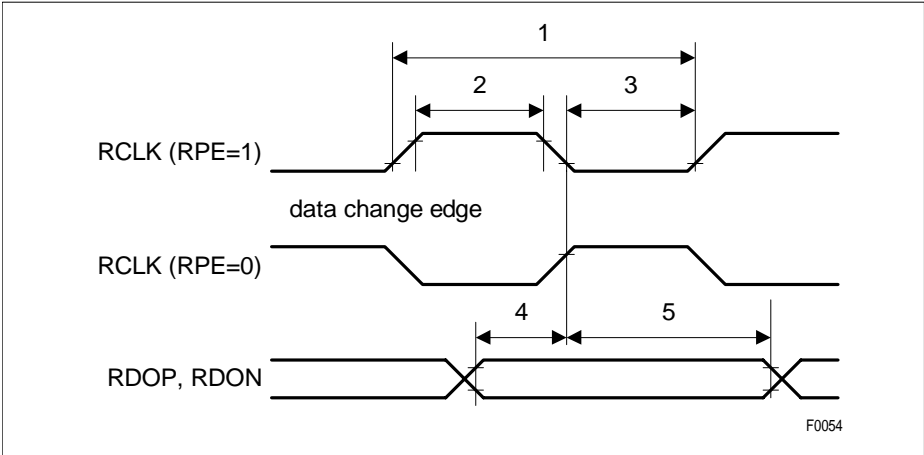 1
2
3
RCLK (RPE=1)
data change edge
RCLK (RPE=0)
4
5
RDOP, RDON
F0054